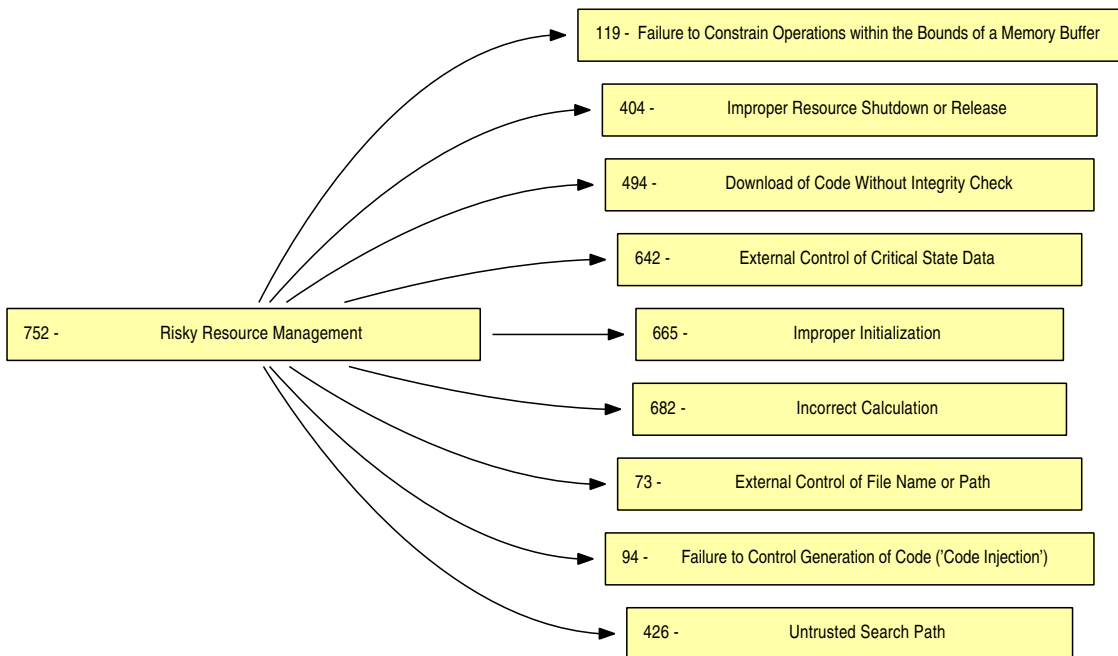 119 - Failure to Constrain Operations within the Bounds of a Memory Buffer
404 - Improper Resource Shutdown or Release
494 - Download of Code Without Integrity Check
642 - External Control of Critical State Data
752 - Risky Resource Management
665 - Improper Initialization
682 - Incorrect Calculation
73 - External Control of File Name or Path
94 - Failure to Control Generation of Code ('Code Injection')
426 - Untrusted Search Path